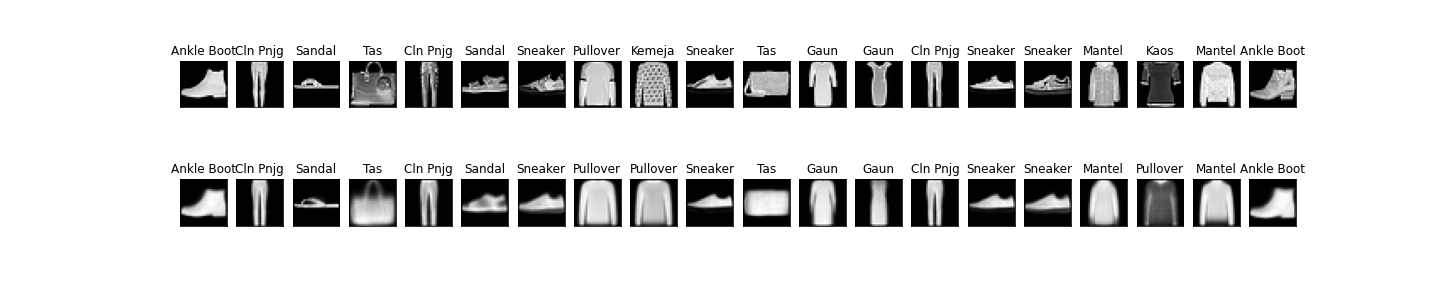 Ankle Boot Cln Pnjg Sandal Tas Cln Pnjg Sandal Sneaker Pullover Kemeja Sneaker Tas Gaun Gaun Cln Pnjg Sneaker Sneaker Mantel Kaos Mantel Ankle Boot
Ankle Boot Cln Pnjg Sandal Tas Cln Pnjg Sandal Sneaker Pullover Pullover Sneaker Tas Gaun Gaun Cln Pnjg Sneaker Sneaker Mantel Pullover Mantel Ankle Boot